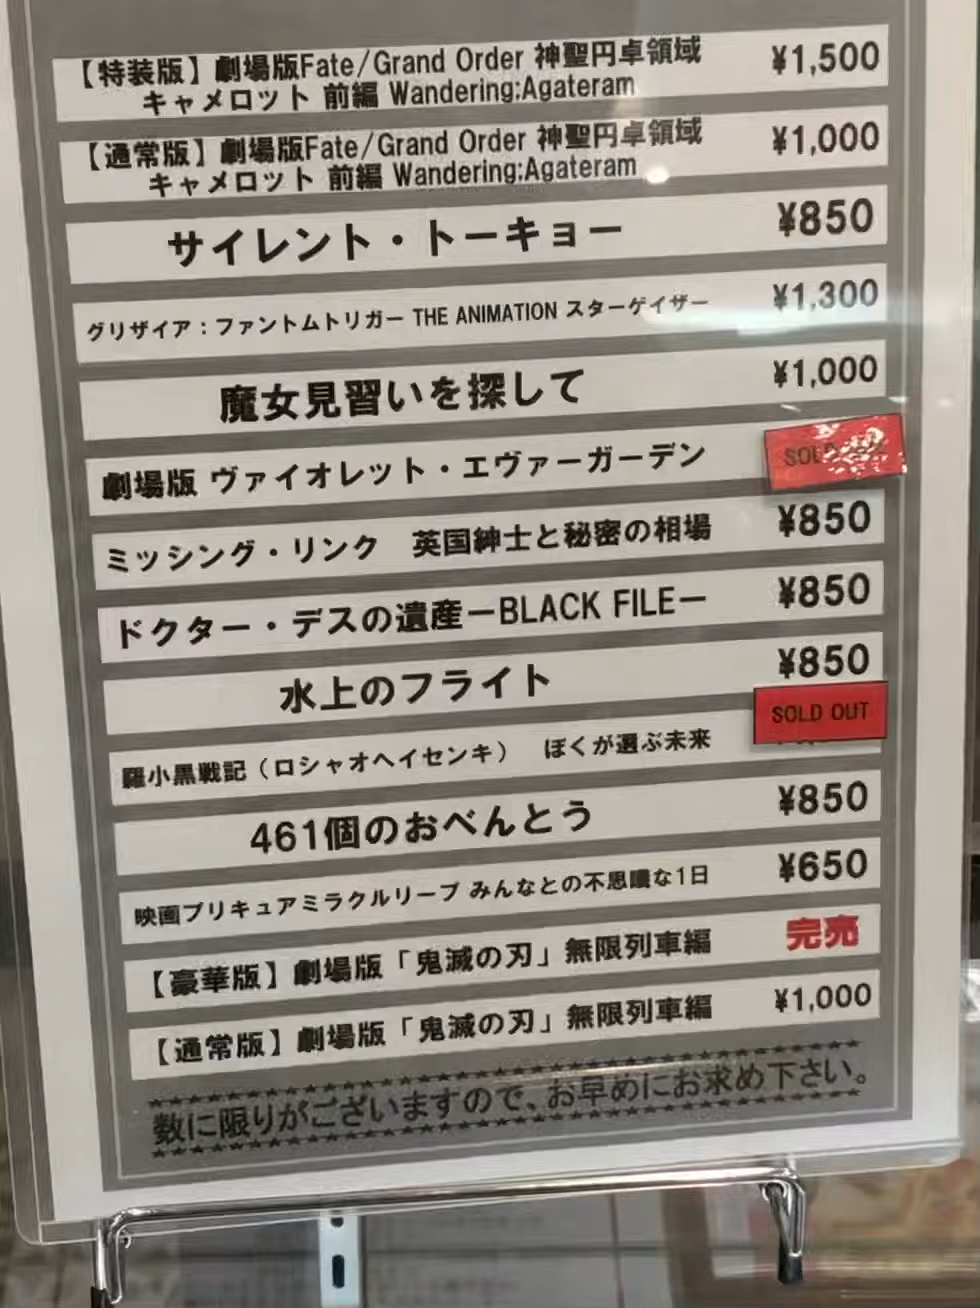 【特装版】劇場版Fate/Grand Order 神聖円卓領域
キャメロット 前編 Wandering;Agateram
¥1,500
【通常版】劇場版Fate/Grand Order 神聖円卓領域
キャメロット 前編 Wandering;Agateram
¥1,000
サイレント・トーキョー ¥850
グリザイア：ファントムトリガー THE ANIMATION スターゲイザー ¥1,300
魔女見習いを探して ¥1,000
劇場版 ヴァイオレット・エヴァーガーデン SOLD
ミッシング・リンク 英国紳士と秘密の相場 ¥850
ドクター・デスの遺産ーBLACK FILEー ¥850
水上のフライト ¥850
羅小黒戦記（ロシャオヘイセンキ） ぼくが選ぶ未来 SOLD OUT
461個のおべんとう ¥850
映画プリキュアミラクルリープ みんなとの不思議な1日 ¥650
【豪華版】劇場版「鬼滅の刃」無限列車編 完売
【通常版】劇場版「鬼滅の刃」無限列車編 ¥1,000
数に限りがございますので、お早めにお求め下さい。